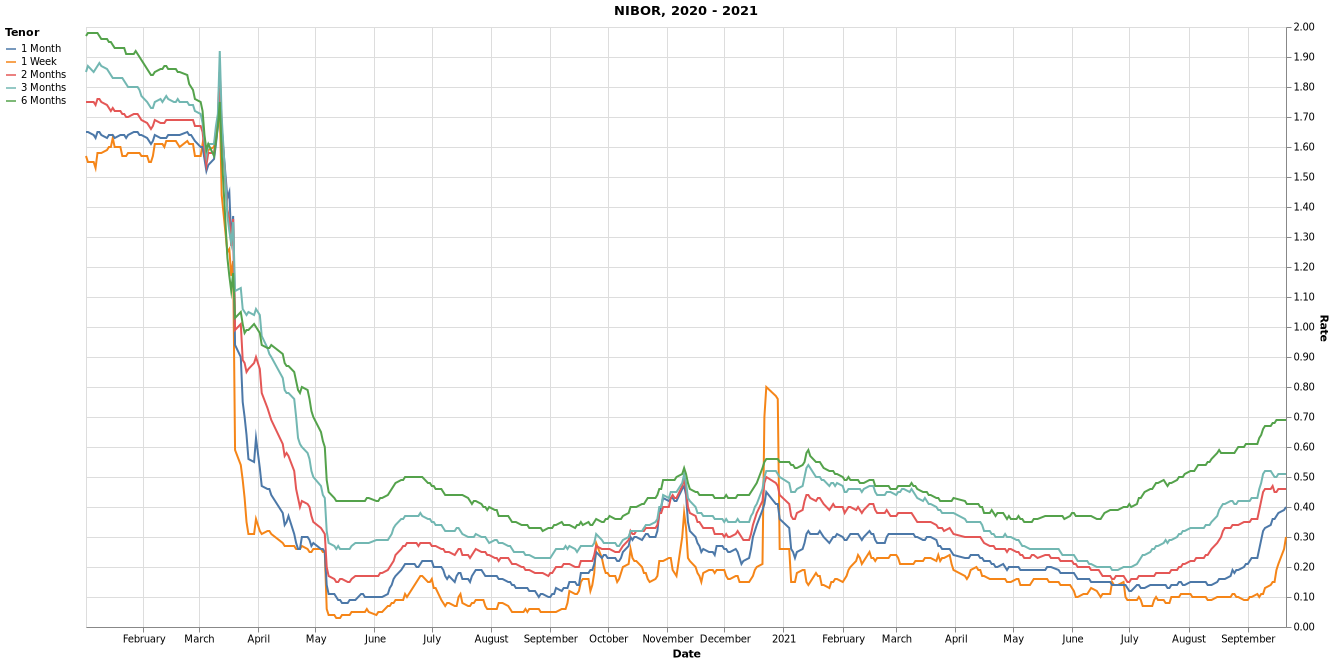 NIBOR, 2020 - 2021
Tenor
1 Month
1 Week
2 Months
3 Months
6 Months
2.00
1.90
1.80
1.70
1.60
1.50
1.40
1.30
1.20
1.10
1.00
0.90
0.80
0.70
0.60
0.50
0.40
0.30
0.20
0.10
0.00
Rate
February March April May June July August September October November December 2021 February March April May June July August September
Date